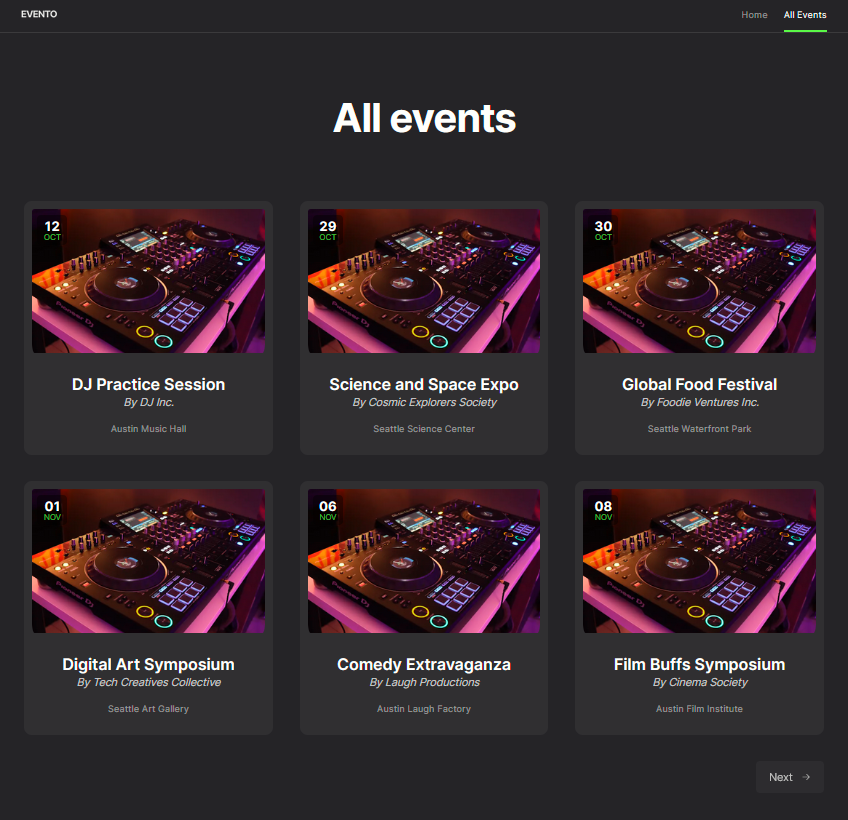 EVENTO
Home
All Events
All events
12
OCT
DJ Practice Session
By DJ Inc.
Austin Music Hall
29
OCT
Science and Space Expo
By Cosmic Explorers Society
Seattle Science Center
30
OCT
Global Food Festival
By Foodie Ventures Inc.
Seattle Waterfront Park
01
NOV
Digital Art Symposium
By Tech Creatives Collective
Seattle Art Gallery
06
NOV
Comedy Extravaganza
By Laugh Productions
Austin Laugh Factory
08
NOV
Film Buffs Symposium
By Cinema Society
Austin Film Institute
Next →